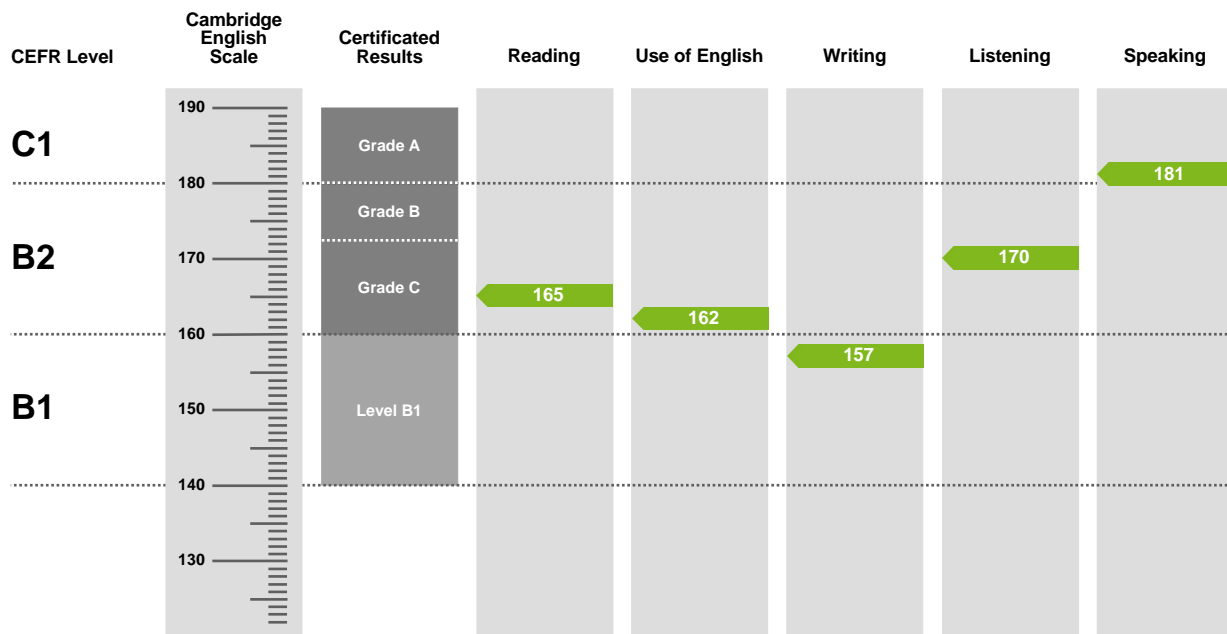 CEFR Level
Cambridge
English
Scale
Certificated
Results
Reading
Use of English
Writing
Listening
Speaking
190
C1
Grade A
180
181
Grade B
B2
170
170
Grade C
165
162
160
157
B1
150
Level B1
140
130